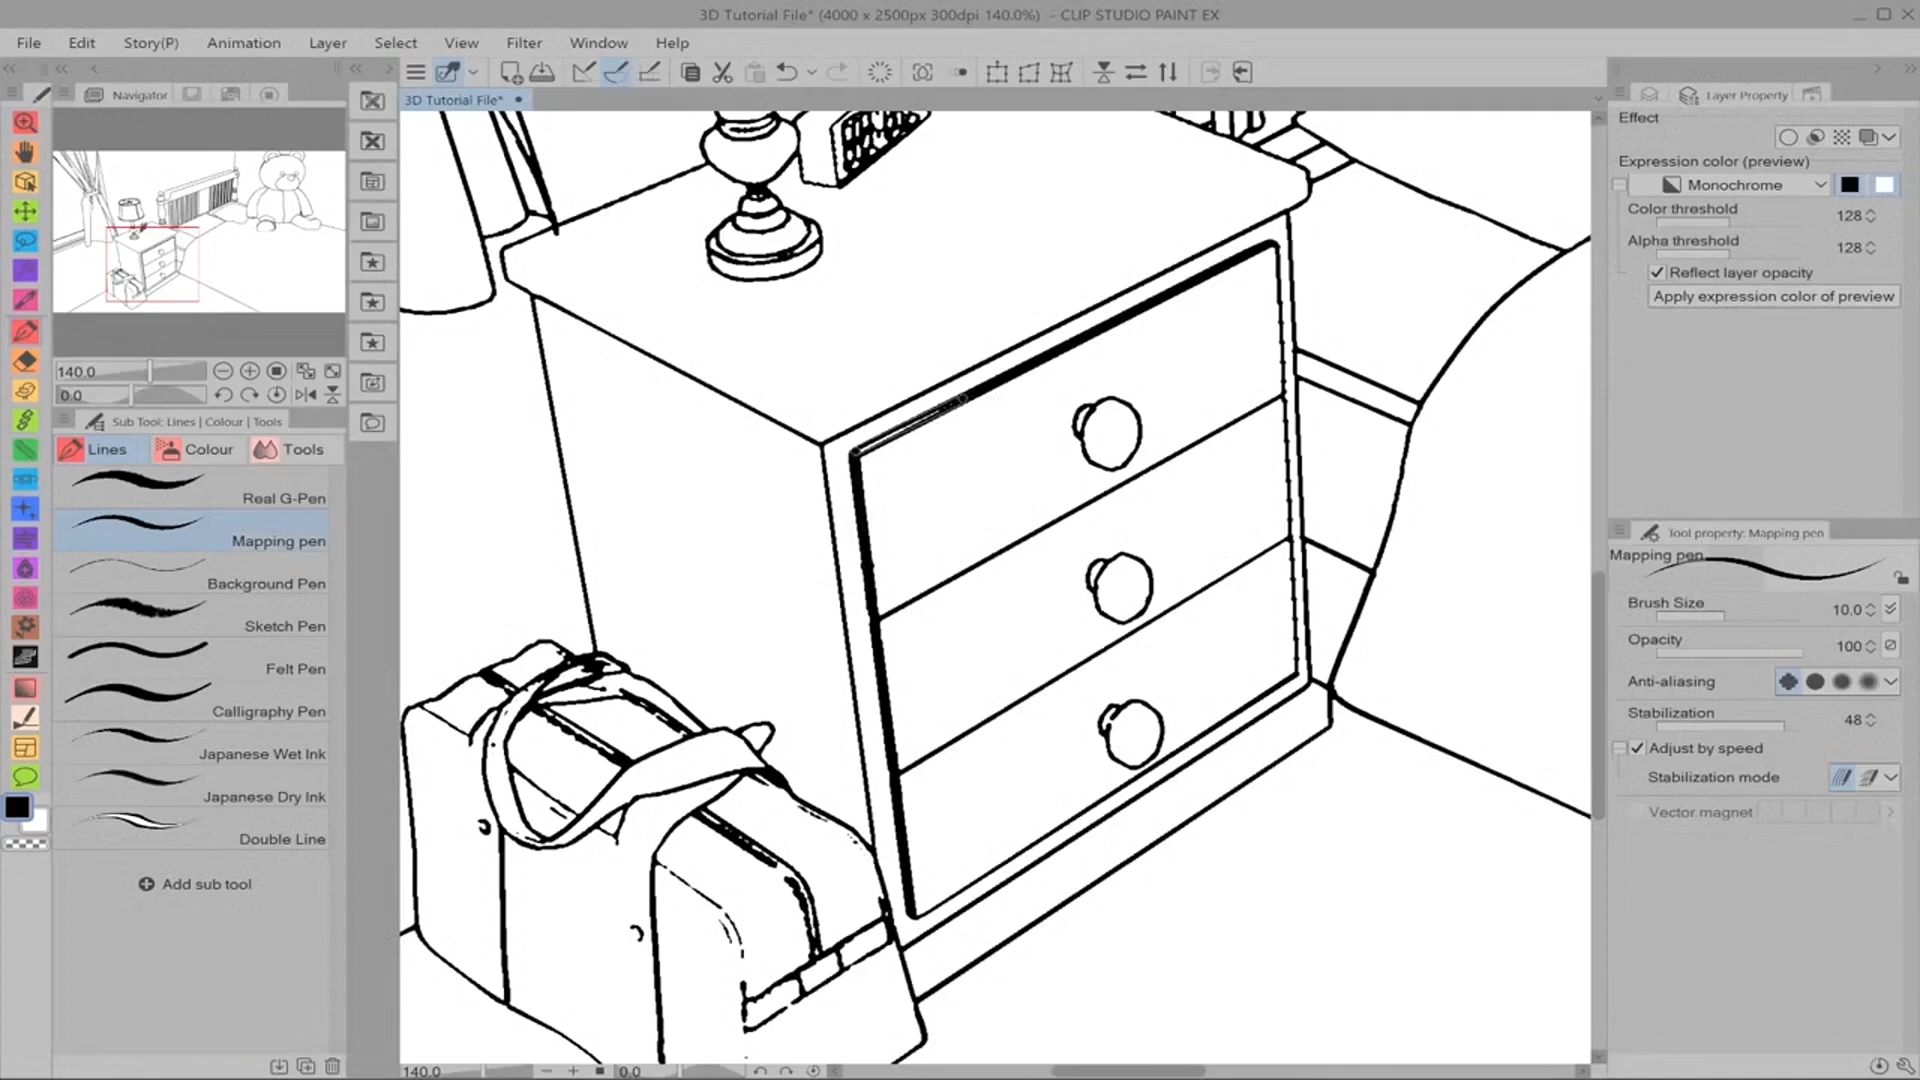 3D Tutorial File* (4000 x 2500px 300dpi 140.0%) - CLIP STUDIO PAINT EX
File Edit Story(P) Animation Layer Select View Filter Window Help
Navigator
3D Tutorial File*
140.0
0.0
Sub Tool: Lines | Colour | Tools
Lines Colour Tools
Real G-Pen
Mapping pen
Background Pen
Sketch Pen
Felt Pen
Calligraphy Pen
Japanese Wet Ink
Japanese Dry Ink
Double Line
Add sub tool
140.0 0.0
Layer Property
Effect
Expression color (preview)
Monochrome
Color threshold 128
Alpha threshold 128
Reflect layer opacity
Apply expression color of preview
Tool property: Mapping pen
Mapping pen
Brush Size 10.0
Opacity 100
Anti-aliasing
Stabilization 48
Adjust by speed
Stabilization mode
Vector magnet